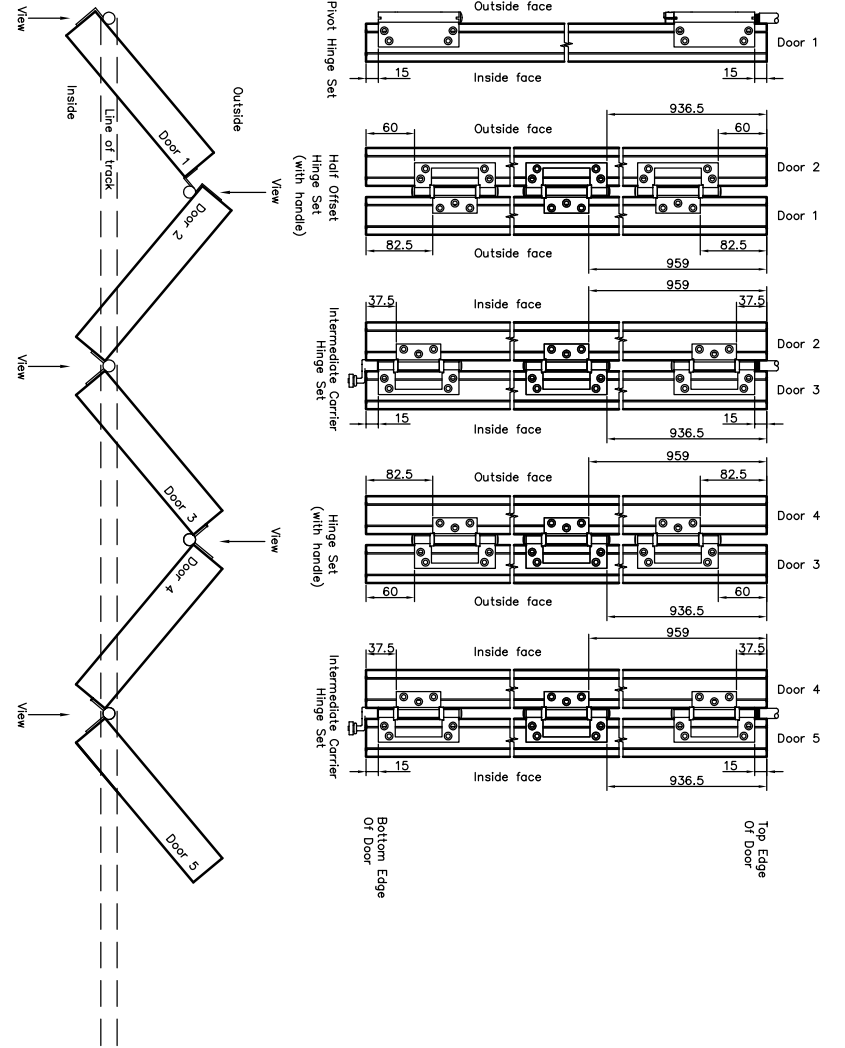 Outside face
Door 1
15
15
Inside face
Pivot Hinge Set
936.5
60
Outside face
60
Door 2
Door 1
82.5
Outside face
82.5
959
Half Offset
Hinge Set
(with handle)
959
37.5
Inside face
37.5
Door 2
Door 3
15
Inside face
15
936.5
Intermediate Carrier
Hinge Set
959
82.5
Outside face
82.5
Door 4
Door 3
60
Outside face
60
936.5
Hinge Set
(with handle)
959
37.5
Inside face
37.5
Door 4
Door 5
15
Inside face
15
936.5
Intermediate Carrier
Hinge Set
Top Edge
Of Door
Bottom Edge
Of Door
View
Inside
Line of track
Outside
Door 1
View
Door 2
View
Door 3
View
Door 4
View
Door 5